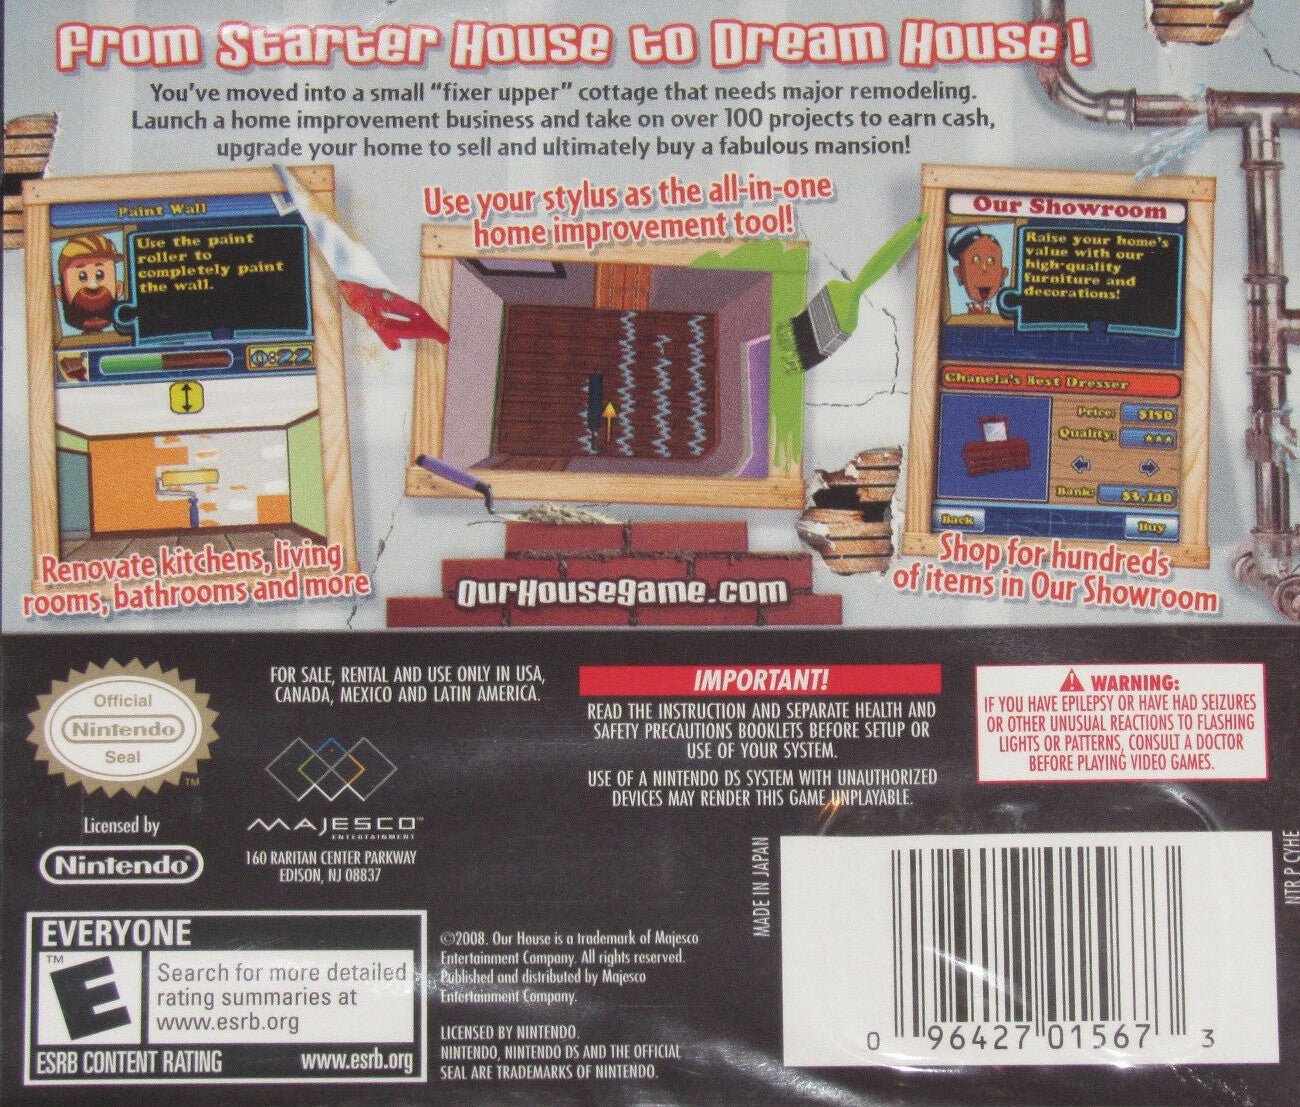 From Starter House to Dream House!
You've moved into a small "fixer upper" cottage that needs major remodeling.
Launch a home improvement business and take on over 100 projects to earn cash,
upgrade your home to sell and ultimately buy a fabulous mansion!
Paint Wall
Use the paint
roller to
completely paint
the wall.
0:22
Renovate kitchens, living
rooms, bathrooms and more
Use your stylus as the all-in-one
home improvement tool!
OurHousegame.com
Our Showroom
Raise your home's
value with our
high-quality
furniture and
decorations!
Chanela's Best Dresser
Price: $190
Quality: ★★★
Bank: $3,140
Back
Buy
Shop for hundreds
of items in Our Showroom
Official
Nintendo
Seal
TM
Licensed by
Nintendo®
FOR SALE, RENTAL AND USE ONLY IN USA,
CANADA, MEXICO AND LATIN AMERICA.
MAJESCO™
ENTERTAINMENT
160 RARITAN CENTER PARKWAY
EDISON, NJ 08837
IMPORTANT!
READ THE INSTRUCTION AND SEPARATE HEALTH AND
SAFETY PRECAUTIONS BOOKLETS BEFORE SETUP OR
USE OF YOUR SYSTEM.
USE OF A NINTENDO DS SYSTEM WITH UNAUTHORIZED
DEVICES MAY RENDER THIS GAME UNPLAYABLE.
WARNING:
IF YOU HAVE EPILEPSY OR HAVE HAD SEIZURES
OR OTHER UNUSUAL REACTIONS TO FLASHING
LIGHTS OR PATTERNS, CONSULT A DOCTOR
BEFORE PLAYING VIDEO GAMES.
EVERYONE
TM
E
Search for more detailed
rating summaries at
www.esrb.org
ESRB CONTENT RATING www.esrb.org
©2008. Our House is a trademark of Majesco
Entertainment Company. All rights reserved.
Published and distributed by Majesco
Entertainment Company.
LICENSED BY NINTENDO.
NINTENDO, NINTENDO DS AND THE OFFICIAL
SEAL ARE TRADEMARKS OF NINTENDO.
MADE IN JAPAN
0 96427 01567 3
NTR P CYHE